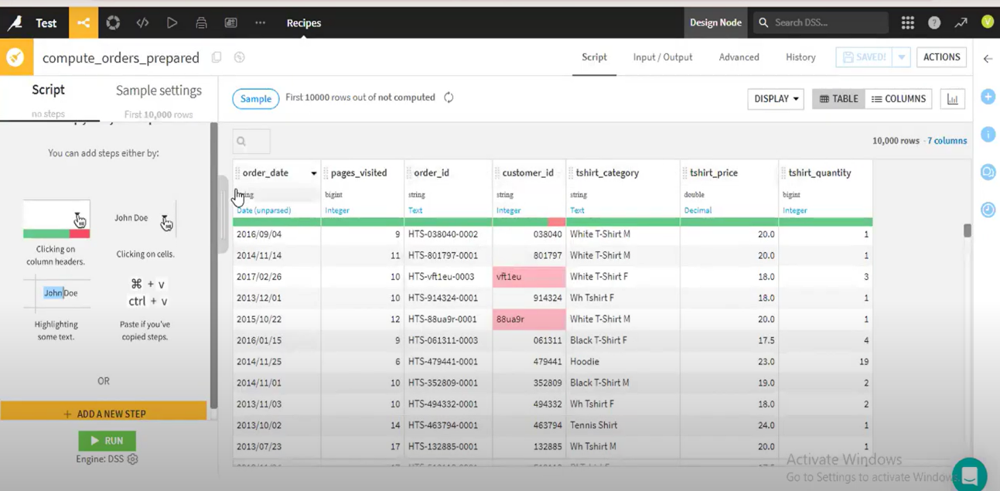 Test
Recipes
Design Node
Search DSS...
?
V
compute_orders_prepared
Script
Input / Output
Advanced
History
SAVED!
ACTIONS
Script
no steps
Sample settings
First 10,000 rows
Sample
First 10000 rows out of not computed
DISPLAY
TABLE
COLUMNS
You can add steps either by:
10,000 rows - 7 columns
order_date pages_visited order_id customer_id tshirt_category tshirt_price tshirt_quantity
bigint string string string double bigint
Date (unparsed) Integer Text Integer Text Decimal Integer
2016/09/04 9 HTS-038040-0002 038040 White T-Shirt M 20.0 1
2014/11/14 11 HTS-801797-0001 801797 White T-Shirt M 20.0 1
2017/02/26 10 HTS-vft1eu-0003 vft1eu White T-Shirt F 18.0 3
2013/12/01 10 HTS-914324-0001 914324 Wh Tshirt F 18.0 1
2015/10/22 12 HTS-88ua9r-0001 88ua9r White T-Shirt M 20.0 1
2016/01/15 9 HTS-061311-0003 061311 Black T-Shirt F 17.5 4
2014/11/25 6 HTS-479441-0001 479441 Hoodie 23.0 19
2014/11/01 10 HTS-352809-0001 352809 Black T-Shirt M 19.0 2
2013/11/03 10 HTS-494332-0001 494332 Wh Tshirt F 18.0 2
2013/10/02 14 HTS-463794-0001 463794 Tennis Shirt 24.0 1
2013/07/23 17 HTS-132885-0001 132885 Wh Tshirt M 20.0 1
John Doe
Clicking on
column headers.
Clicking on cells.
John Doe
⌘ + v
ctrl + v
Highlighting
some text.
Paste if you've
copied steps.
OR
+ ADD A NEW STEP
RUN
Engine: DSS
Activate Windows
Go to Settings to activate Windows